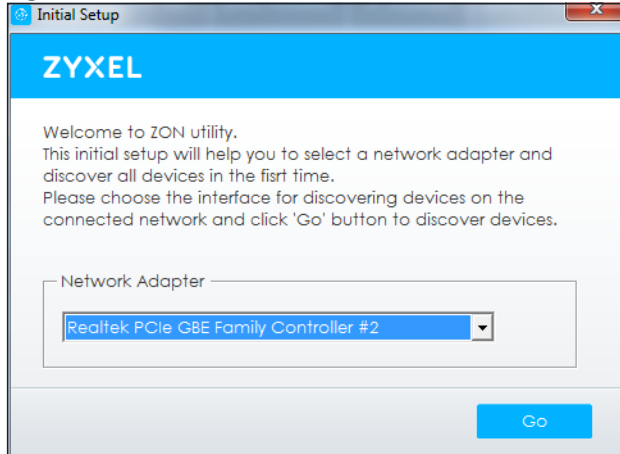 Initial Setup
ZYXEL
Welcome to ZON utility.
This initial setup will help you to select a network adapter and
discover all devices in the fisrt time.
Please choose the interface for discovering devices on the
connected network and click 'Go' button to discover devices.
Network Adapter
Realtek PCIe GBE Family Controller #2
Go